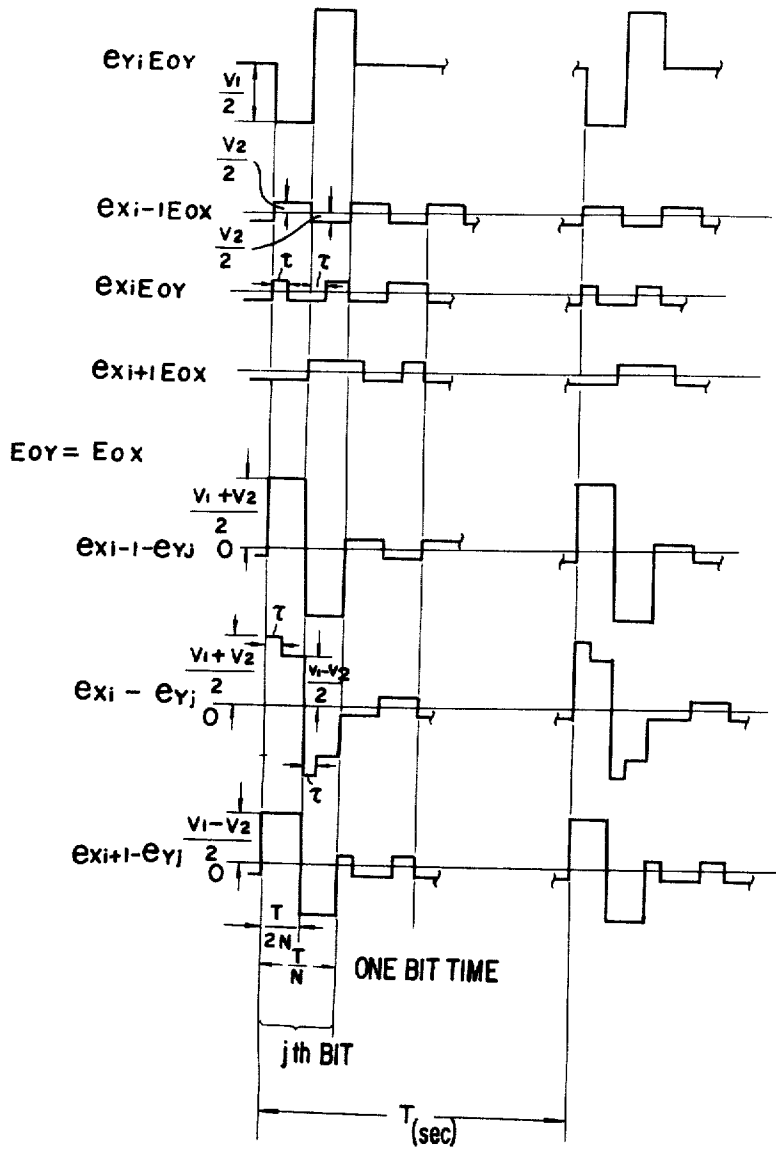 eYiEOY
V1
2
V2
2
exi-1EOX
V2
2
τ τ
exiEOY
exi+1EOX
EOY = EOX
V1+V2
2
exi-1-eYj 0
τ
V1+V2
2
V1-V2
2
exi - eYj 0
τ
V1-V2
2
exi+1-eYj 0
T
2N
T
N
ONE BIT TIME
jth BIT
T(sec)